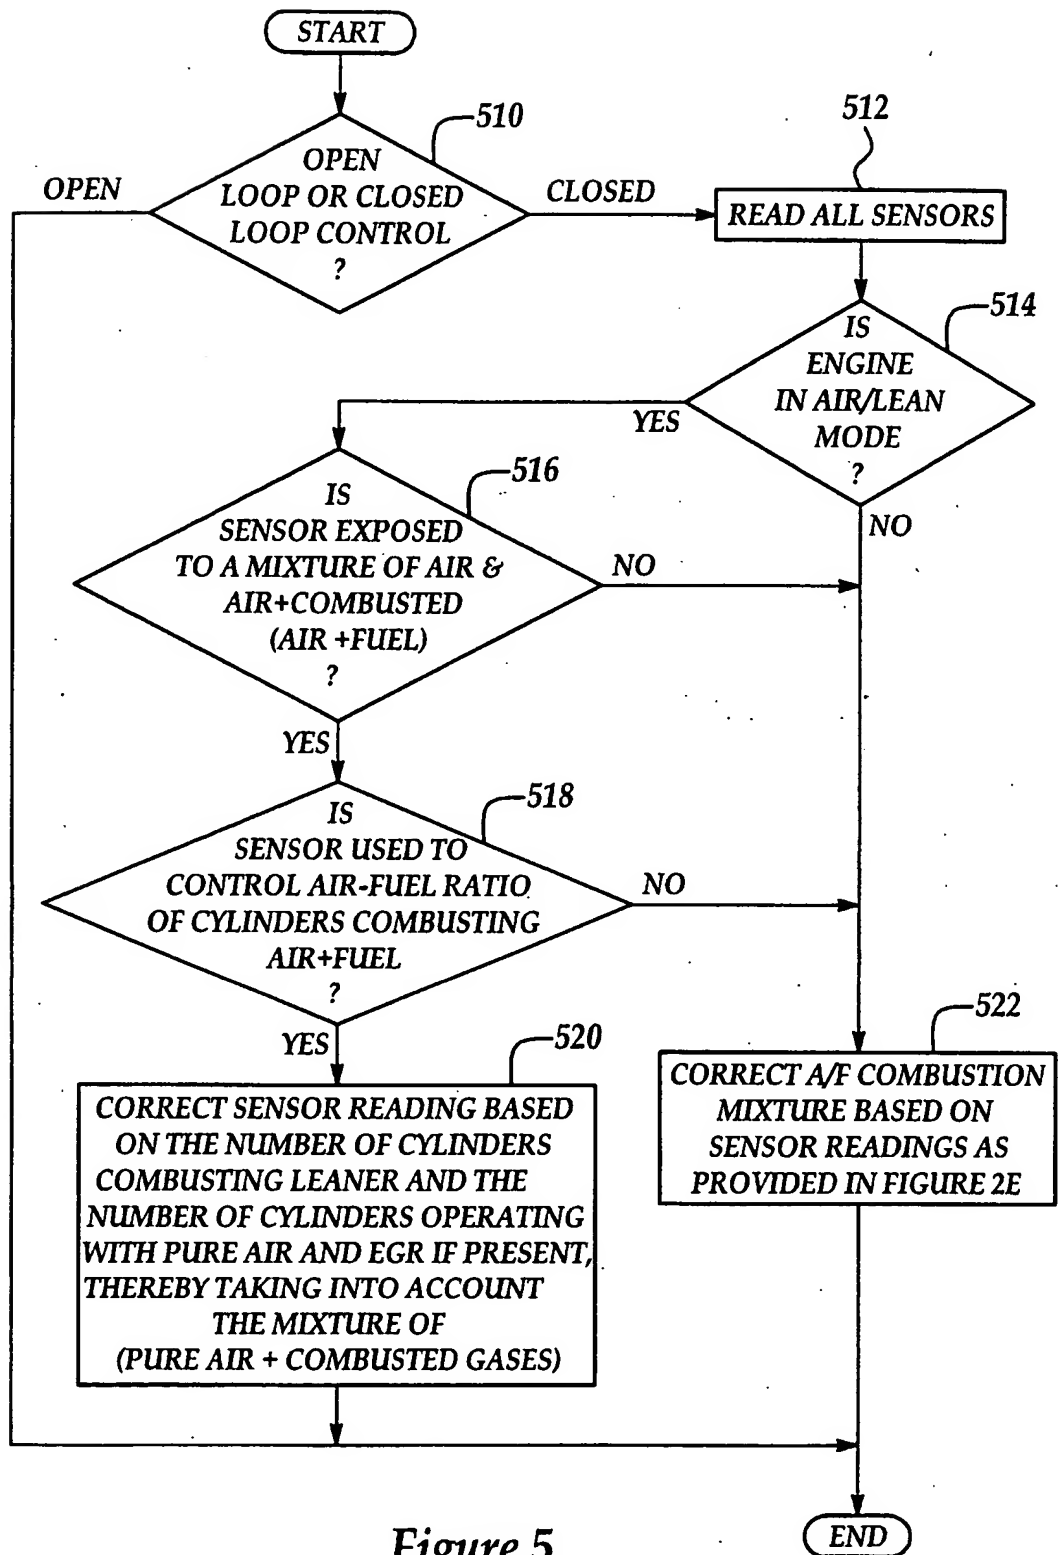 START
510
OPEN
LOOP OR CLOSED
LOOP CONTROL
?
OPEN
CLOSED
512
READ ALL SENSORS
514
IS
ENGINE
IN AIR/LEAN
MODE
?
YES
NO
516
IS
SENSOR EXPOSED
TO A MIXTURE OF AIR &
AIR+COMBUSTED
(AIR +FUEL)
?
NO
YES
518
IS
SENSOR USED TO
CONTROL AIR-FUEL RATIO
OF CYLINDERS COMBUSTING
AIR+FUEL
?
NO
YES
520
CORRECT SENSOR READING BASED
ON THE NUMBER OF CYLINDERS
COMBUSTING LEANER AND THE
NUMBER OF CYLINDERS OPERATING
WITH PURE AIR AND EGR IF PRESENT,
THEREBY TAKING INTO ACCOUNT
THE MIXTURE OF
(PURE AIR + COMBUSTED GASES)
522
CORRECT A/F COMBUSTION
MIXTURE BASED ON
SENSOR READINGS AS
PROVIDED IN FIGURE 2E
END
Figure 5